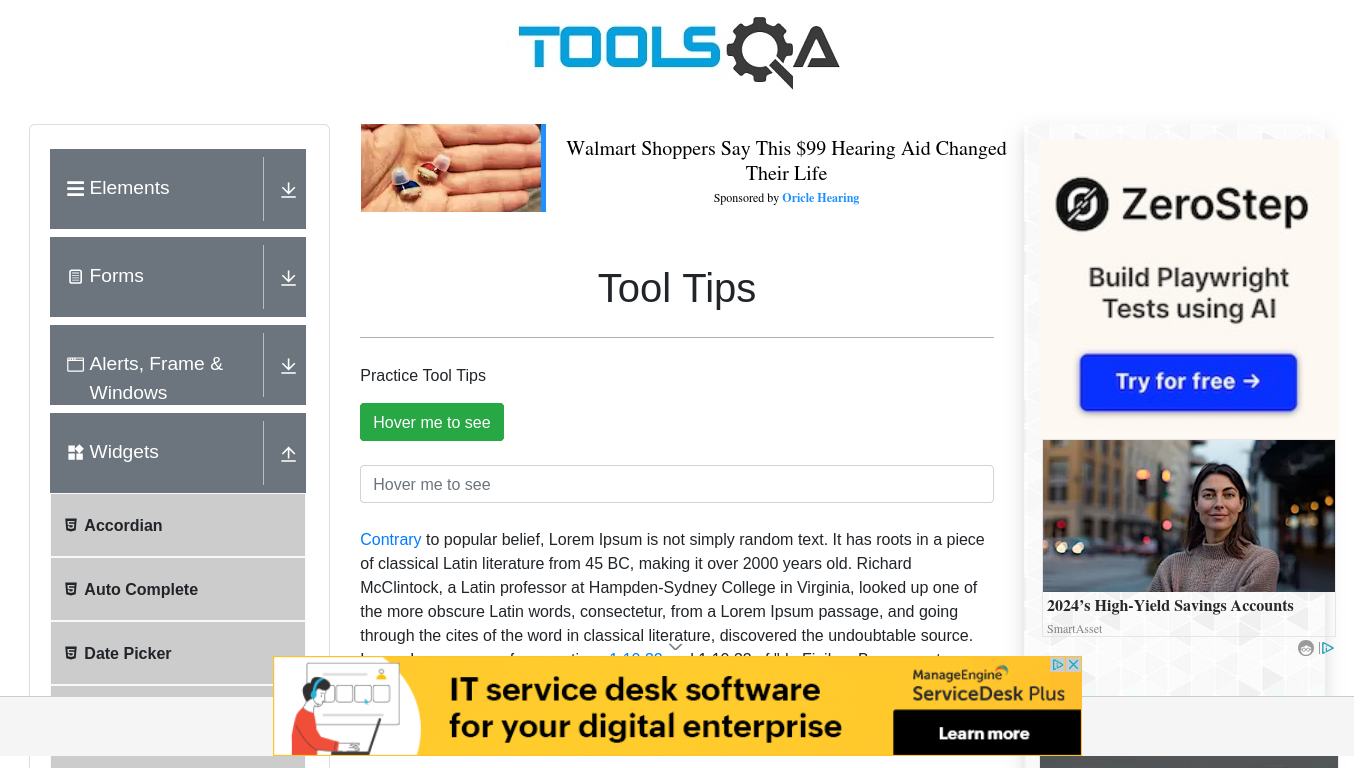 TOOLSQA
Elements
Forms
Alerts, Frame &
Windows
Widgets
Accordian
Auto Complete
Date Picker
Walmart Shoppers Say This $99 Hearing Aid Changed
Their Life
Sponsored by Oricle Hearing
Tool Tips
Practice Tool Tips
Hover me to see
Hover me to see
Contrary to popular belief, Lorem Ipsum is not simply random text. It has roots in a piece
of classical Latin literature from 45 BC, making it over 2000 years old. Richard
McClintock, a Latin professor at Hampden-Sydney College in Virginia, looked up one of
the more obscure Latin words, consectetur, from a Lorem Ipsum passage, and going
through the cites of the word in classical literature, discovered the undoubtable source.
ZeroStep
Build Playwright
Tests using AI
Try for free →
2024's High-Yield Savings Accounts
SmartAsset
IT service desk software
for your digital enterprise
ManageEngine
ServiceDesk Plus
Learn more